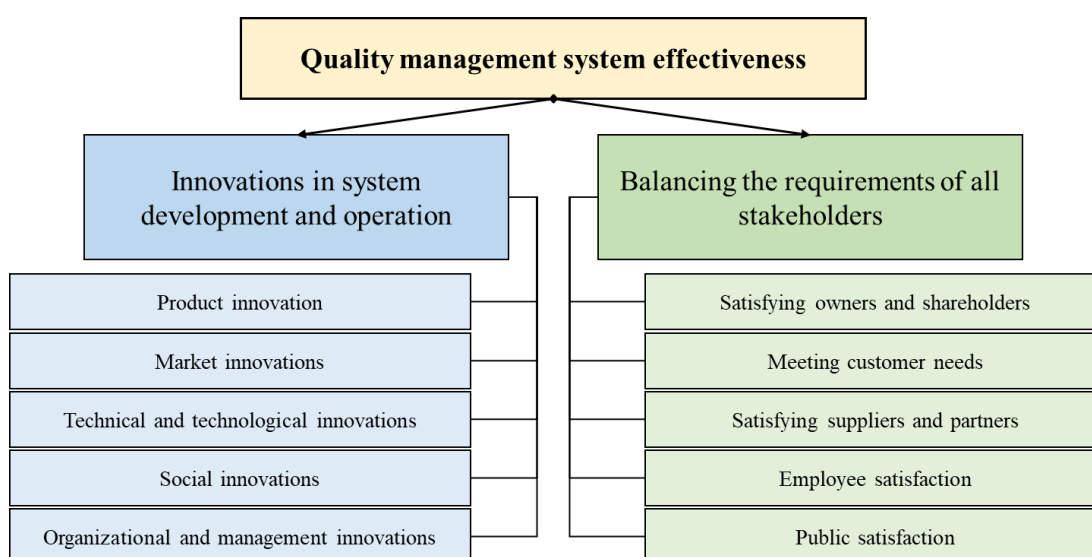 Quality management system effectiveness
Innovations in system
development and operation
Product innovation
Market innovations
Technical and technological innovations
Social innovations
Organizational and management innovations
Balancing the requirements of all
stakeholders
Satisfying owners and shareholders
Meeting customer needs
Satisfying suppliers and partners
Employee satisfaction
Public satisfaction